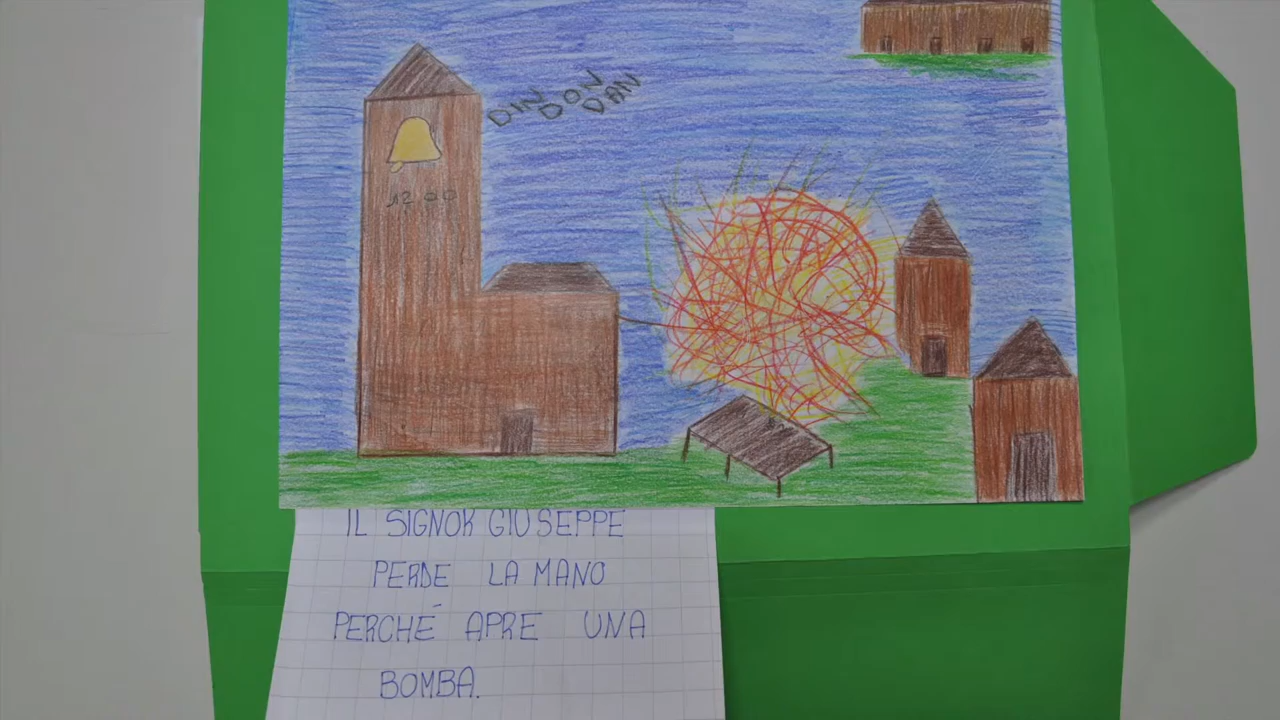 DIN DON DAN
12:00
IL SIGNOR GIUSEPPE
PERDE LA MANO
PERCHÉ APRE UNA
BOMBA.